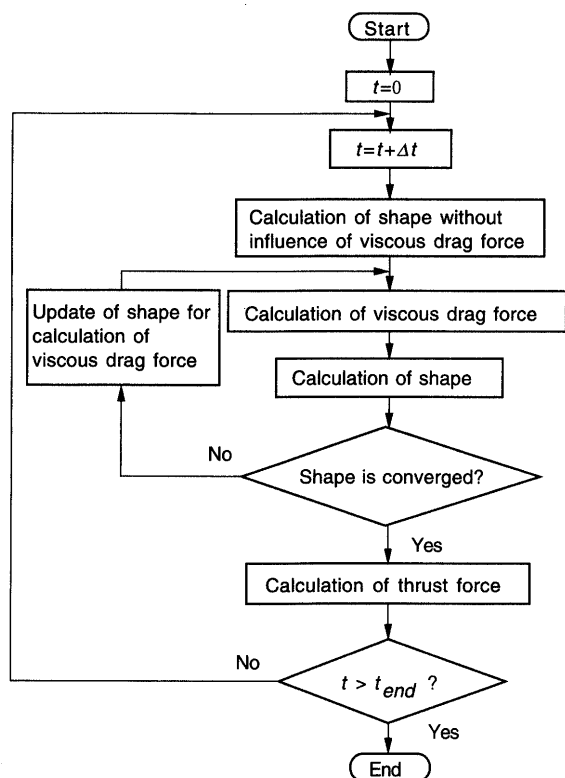 Start
t=0
t=t+Δt
Calculation of shape without
influence of viscous drag force
Update of shape for
calculation of
viscous drag force
Calculation of viscous drag force
Calculation of shape
No
Shape is converged?
Yes
Calculation of thrust force
No
t > t_end ?
Yes
End